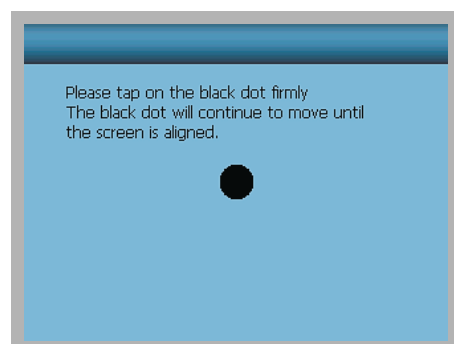 Please tap on the black dot firmly
The black dot will continue to move until
the screen is aligned.